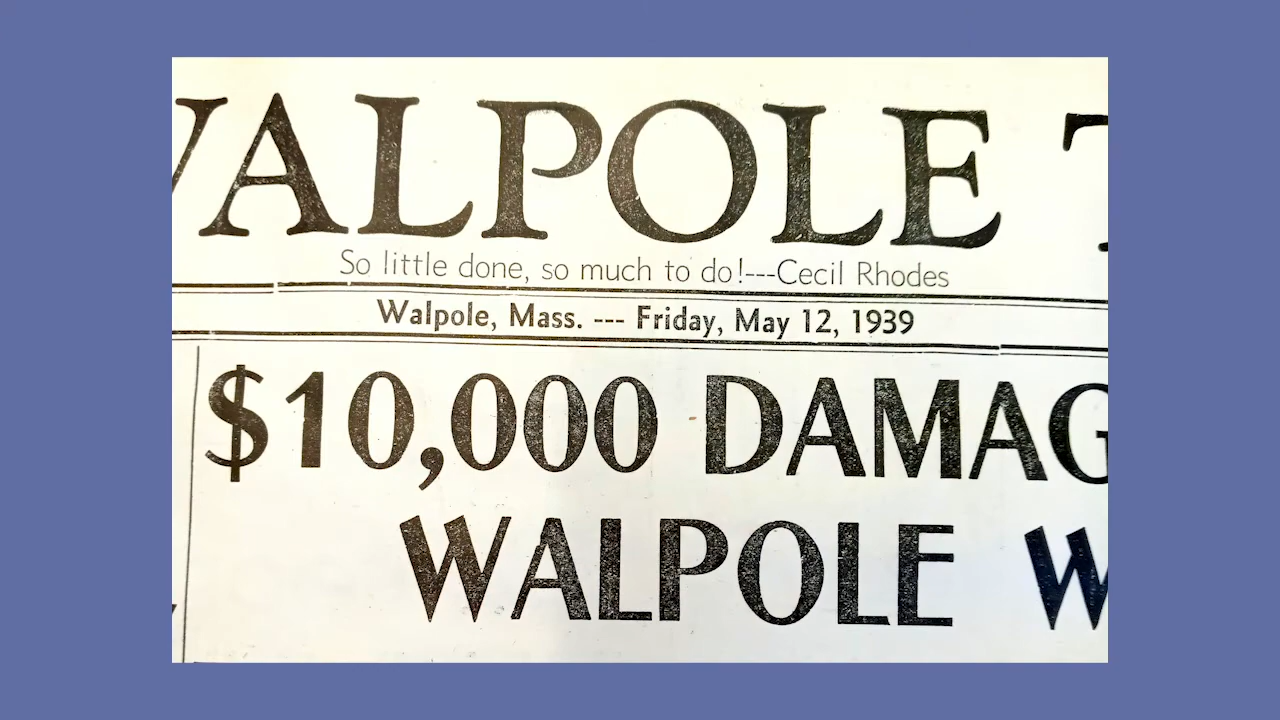 WALPOLE T
So little done, so much to do!---Cecil Rhodes
Walpole, Mass. --- Friday, May 12, 1939
$10,000 DAMAG
WALPOLE W